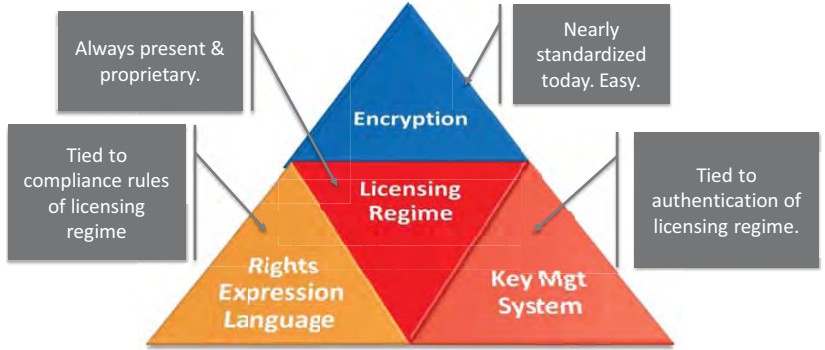 Always present &
proprietary.
Nearly
standardized
today. Easy.
Encryption
Tied to
compliance rules
of licensing
regime
Licensing
Regime
Tied to
authentication of
licensing regime.
Rights
Expression
Language
Key Mgt
System